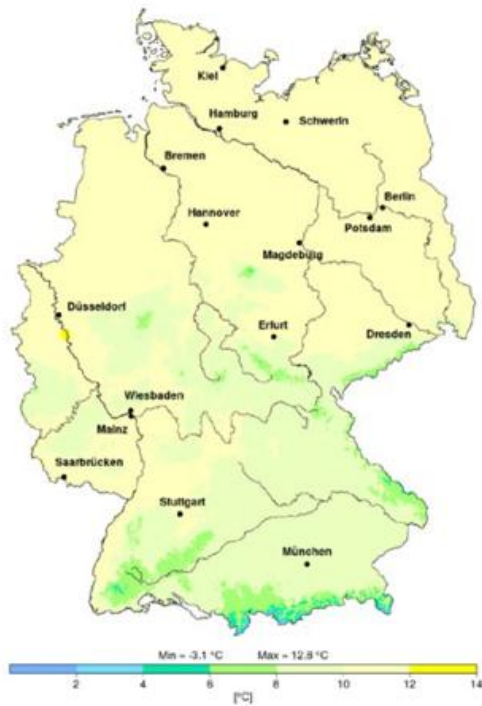 Kiel
Hamburg
Schwerin
Bremen
Berlin
Hannover
Potsdam
Magdeburg
Düsseldorf
Erfurt
Dresden
Wiesbaden
Mainz
Saarbrücken
Stuttgart
München
Min = -3.1 °C Max = 12.8 °C
2 4 6 8 10 12 14
[°C]